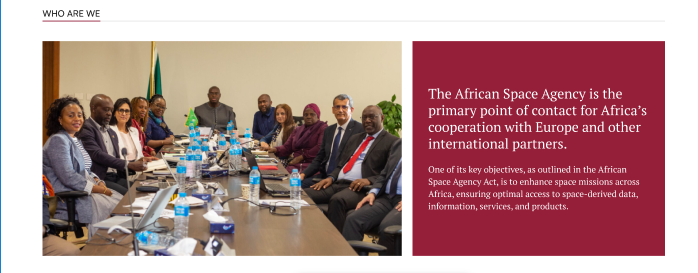 WHO ARE WE
The African Space Agency is the
primary point of contact for Africa's
cooperation with Europe and other
international partners.
One of its key objectives, as outlined in the African
Space Agency Act, is to enhance space missions across
Africa, ensuring optimal access to space-derived data,
information, services, and products.